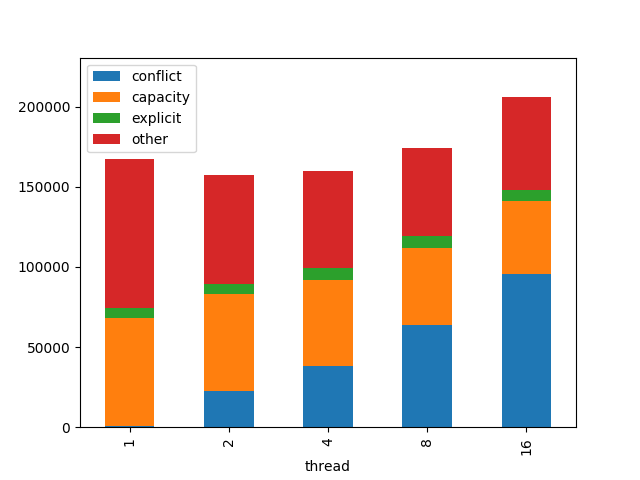 conflict
capacity
explicit
other
200000
150000
100000
50000
0
1
2
4
8
16
thread